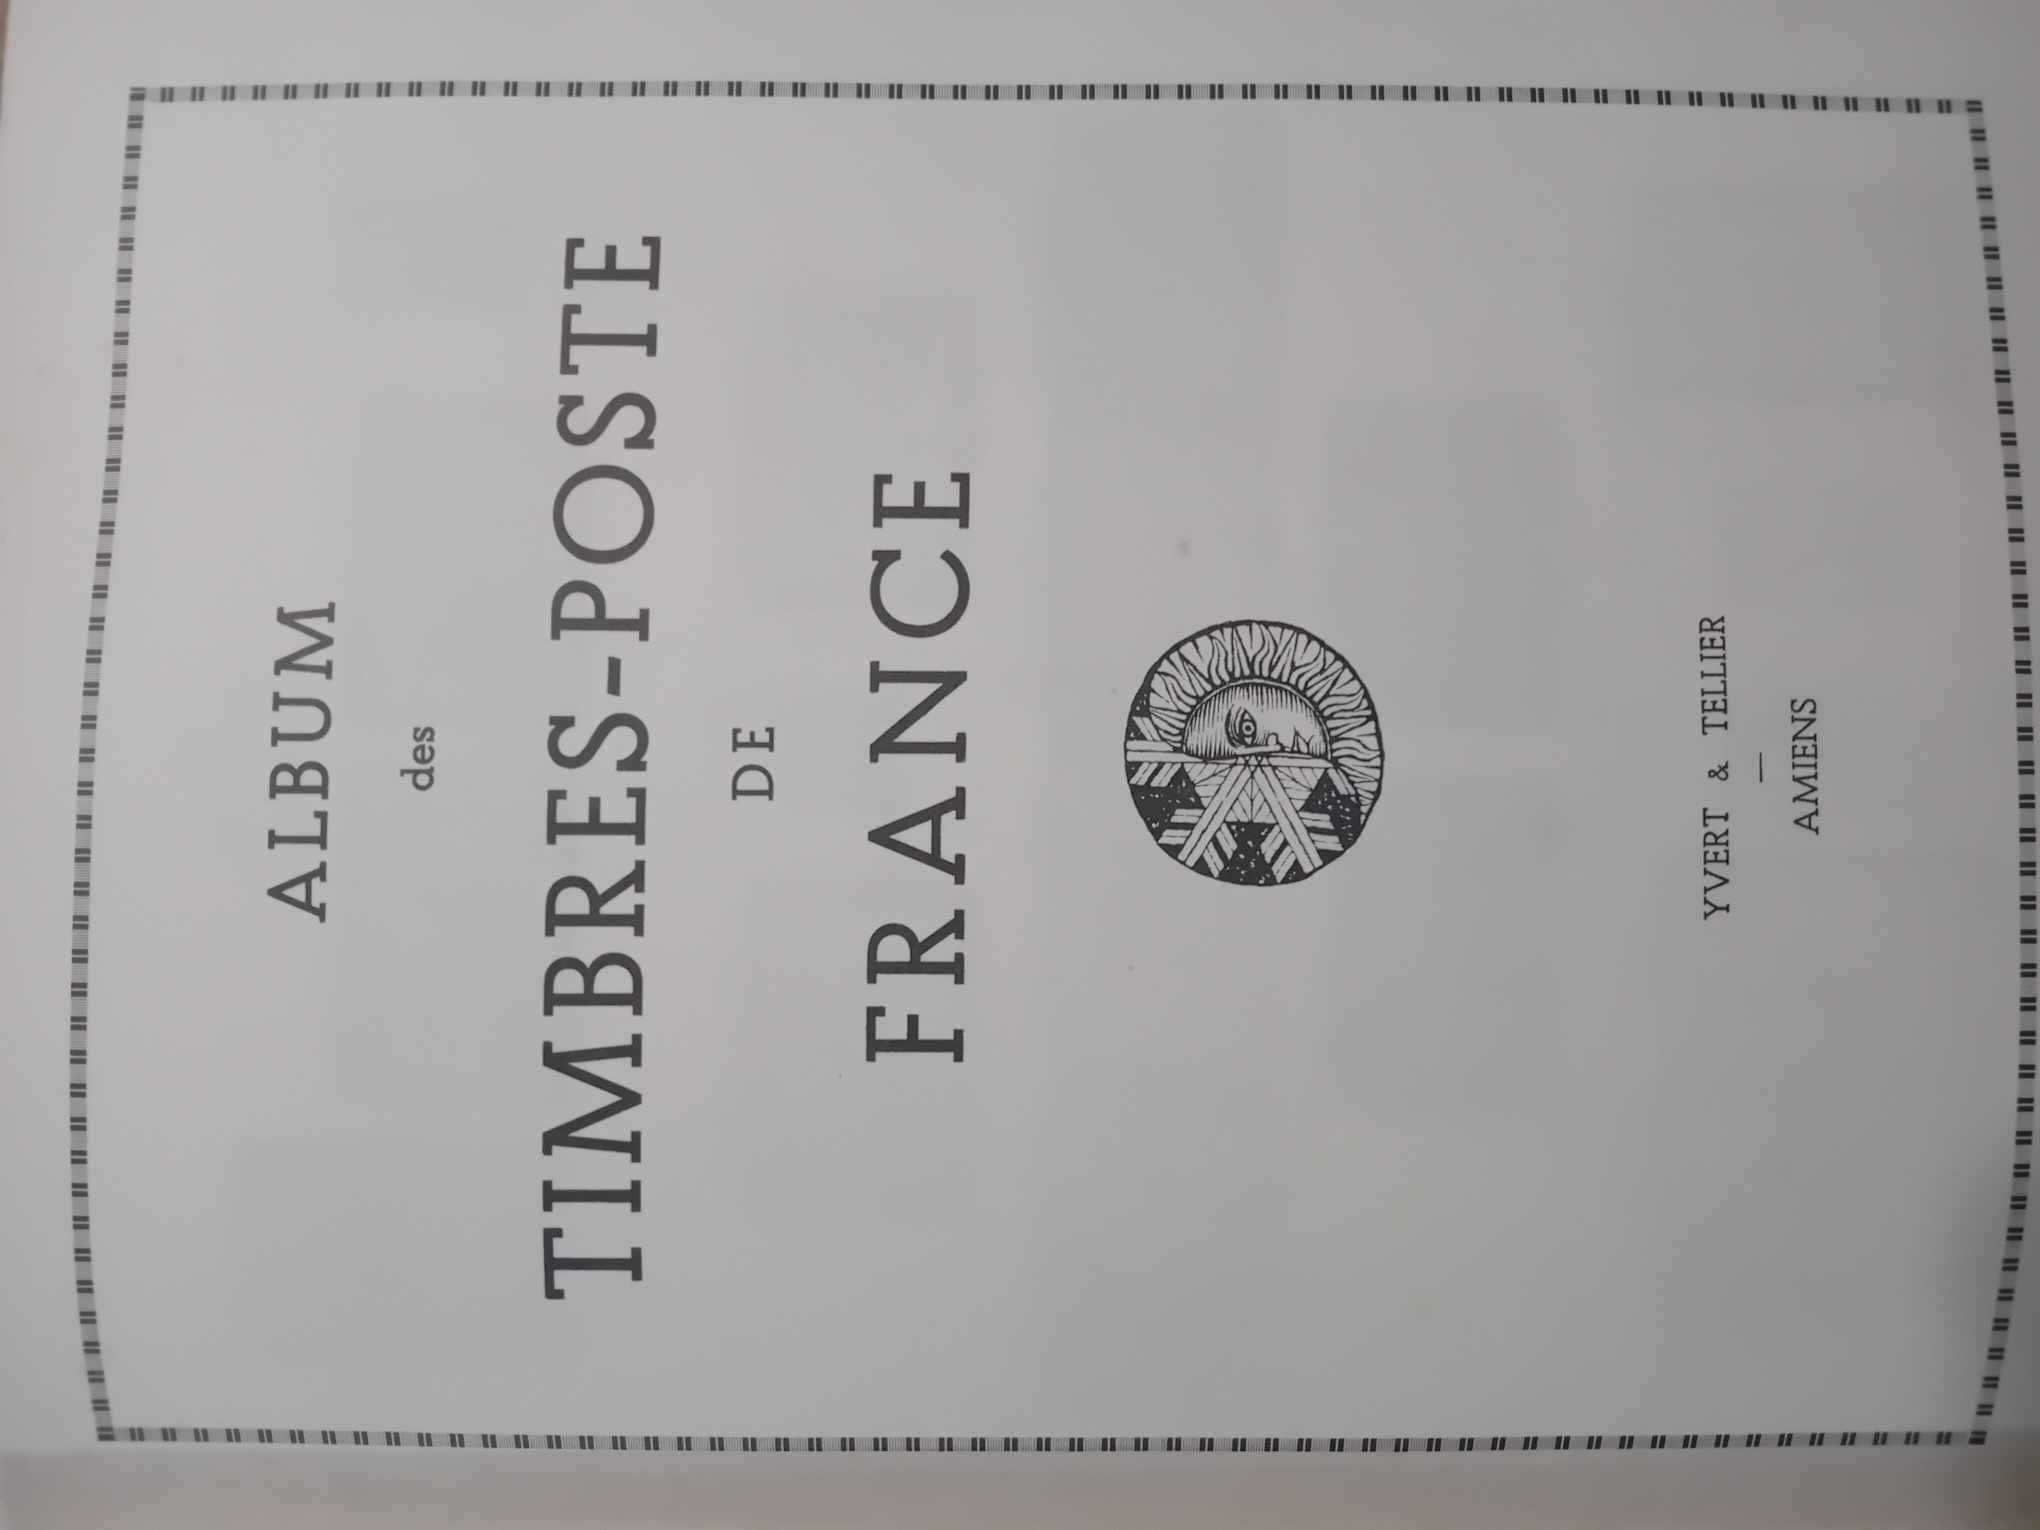 ALBUM
des
TIMBRES-POSTE
DE
FRANCE
YVERT & TELLIER
—
AMIENS